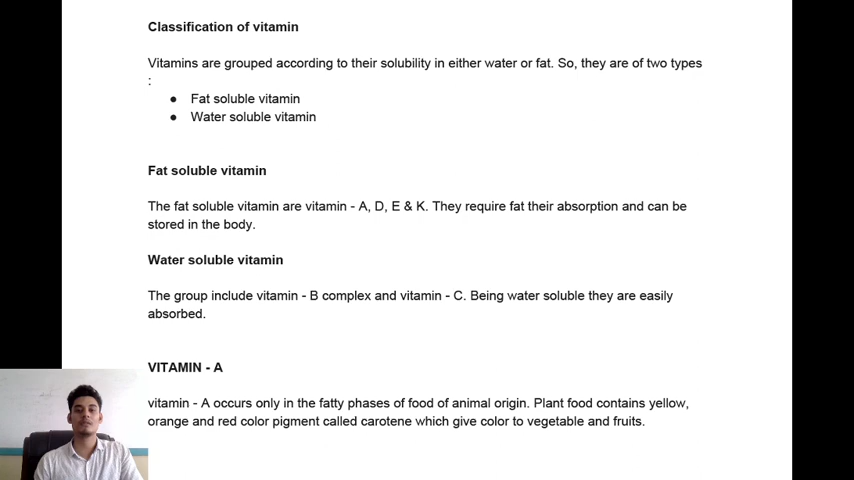 Classification of vitamin
Vitamins are grouped according to their solubility in either water or fat. So, they are of two types
:
● Fat soluble vitamin
● Water soluble vitamin
Fat soluble vitamin
The fat soluble vitamin are vitamin - A, D, E & K. They require fat their absorption and can be
stored in the body.
Water soluble vitamin
The group include vitamin - B complex and vitamin - C. Being water soluble they are easily
absorbed.
VITAMIN - A
vitamin - A occurs only in the fatty phases of food of animal origin. Plant food contains yellow,
orange and red color pigment called carotene which give color to vegetable and fruits.